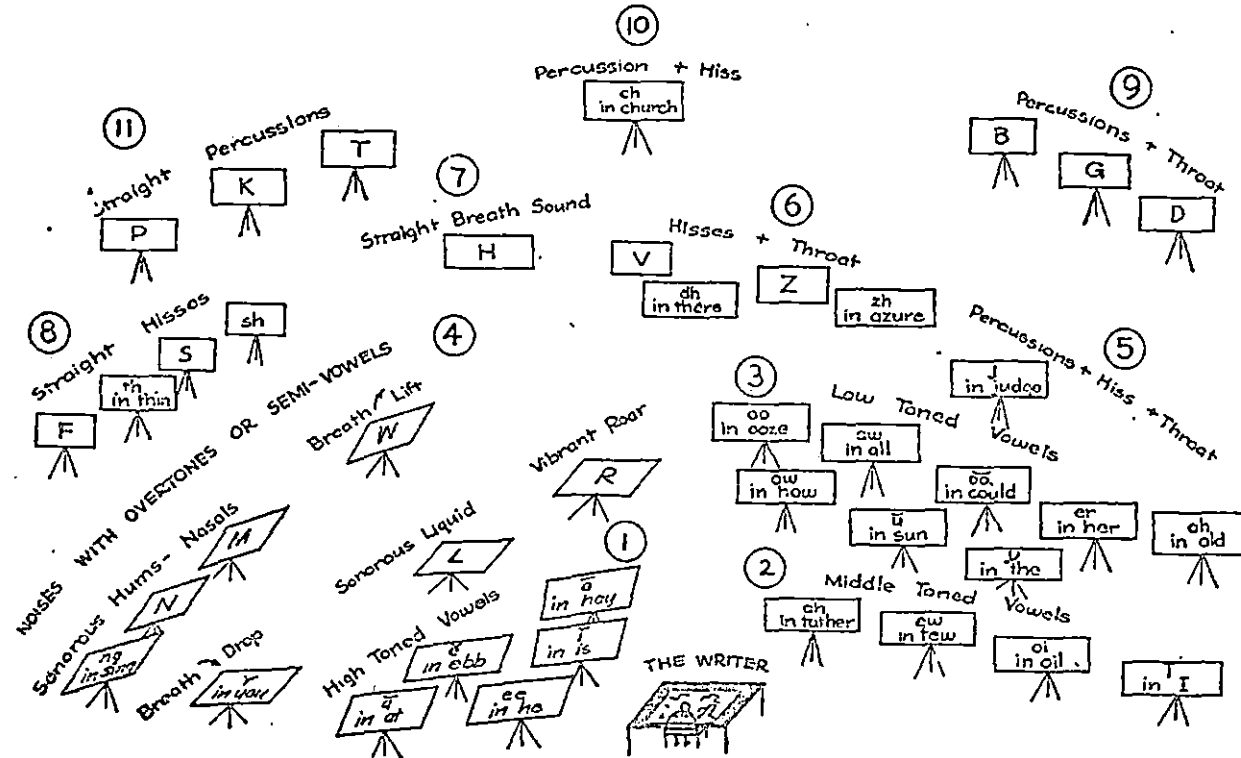 10
Percussion + Hiss
ch
in church
11
Straight Percussions
P
K
T
9
Percussions + Throat
B
G
D
7
Straight Breath Sound
H
6
Hisses + Throat
V
dh
in there
Z
zh
in azure
8
Straight Hisses
F
th
in thin
S
sh
NOISES WITH OVERTONES OR SEMI-VOWELS
4
Breath Lift
W
Vibrant Roar
R
Sonorous Liquid
L
Sonorous Hums - Nasals
M
N
ng
Breath Drop
in you
5
Percussions + Hiss + Throat
in judge
3
Low Toned Vowels
oo
in ooze
aw
in all
ow
in how
oo
in could
ŭ
in sun
er
in her
in old
in the
2
Middle Toned Vowels
in
ew
in few
oi
in oil
in I
1
High Toned Vowels
in hay
in is
in ebb
ee
in he
in at
THE WRITER